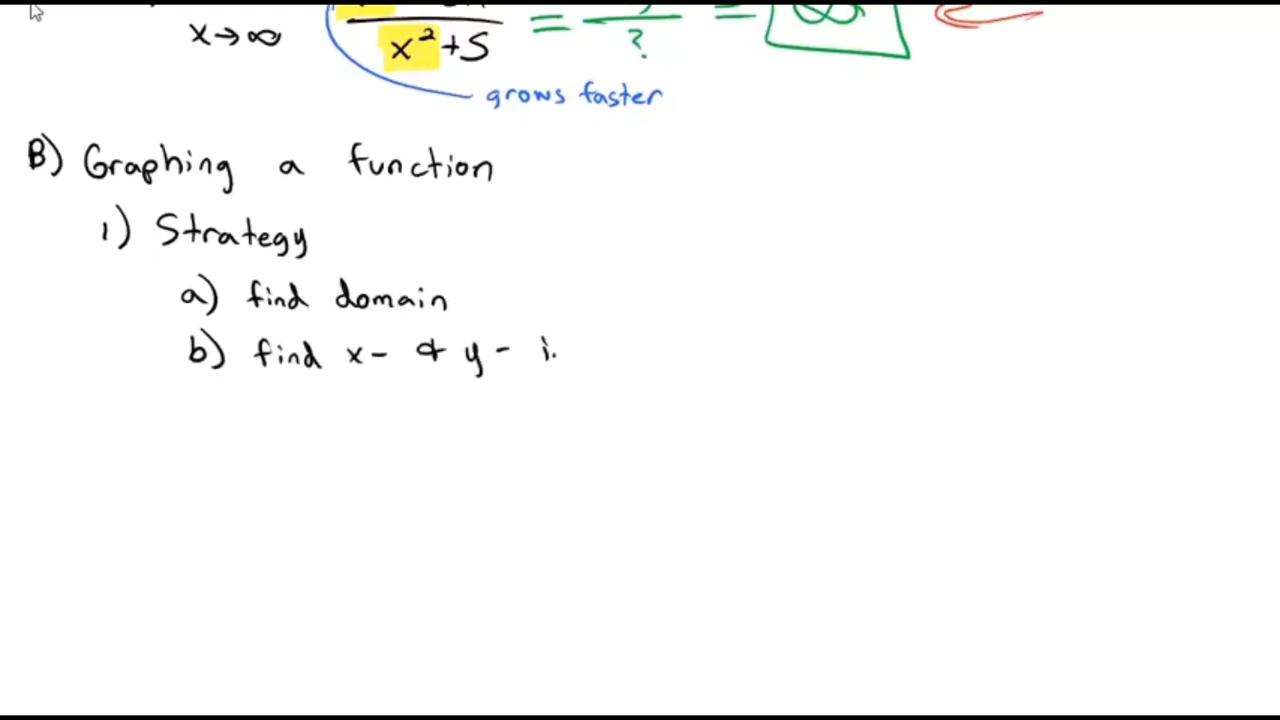 x→∞ x²+5 = ? = ∞
grows faster
B) Graphing a function
1) Strategy
a) find domain
b) find x- & y- i